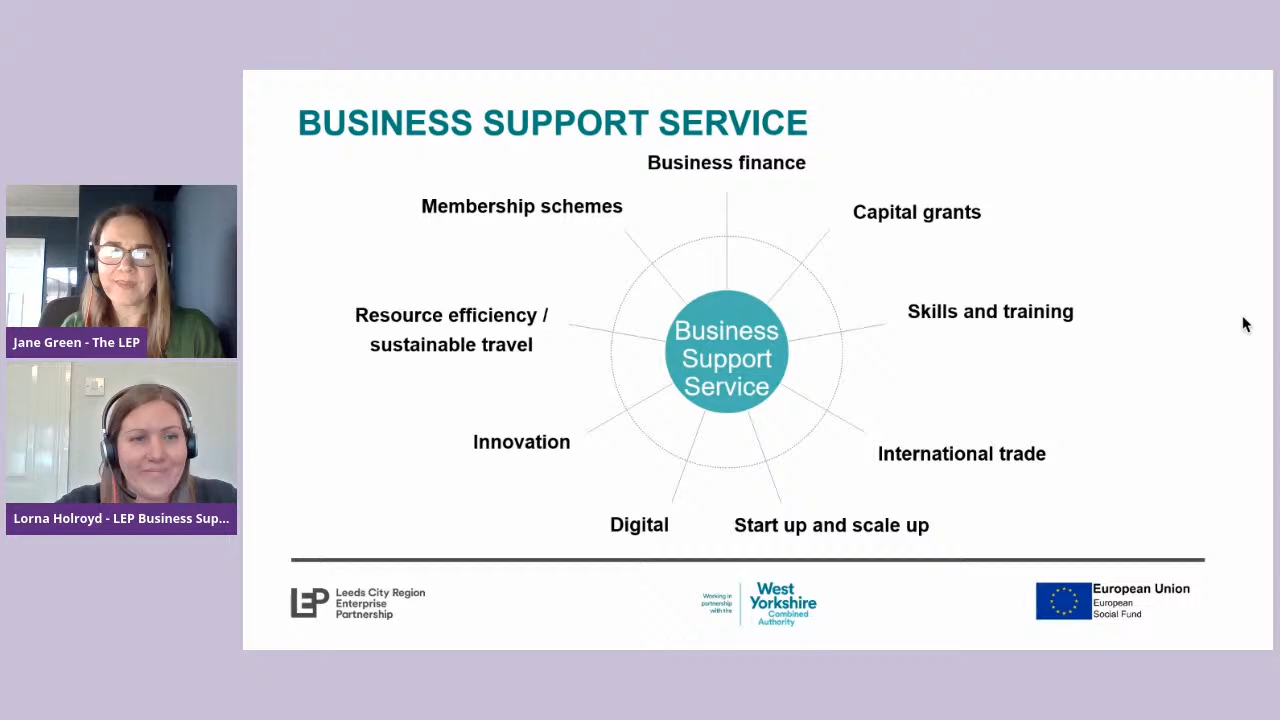 BUSINESS SUPPORT SERVICE
Business finance
Membership schemes
Capital grants
Resource efficiency /
sustainable travel
Skills and training
Business
Support
Service
Innovation
International trade
Digital
Start up and scale up
Jane Green - The LEP
Lorna Holroyd - LEP Business Sup...
LEP
Leeds City Region
Enterprise
Partnership
Working in
partnership
with the
West
Yorkshire
Combined
Authority
European Union
European
Social Fund